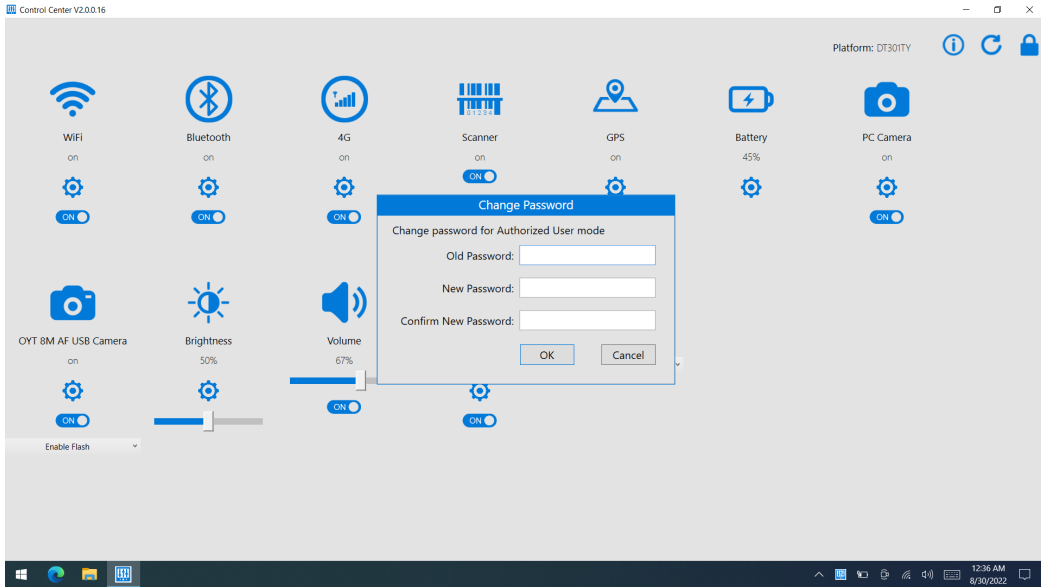 Control Center V2.0.0.16
Platform: DT301TY
WiFi
on
ON
Bluetooth
on
ON
4G
on
ON
Scanner
01234
on
ON
GPS
on
Battery
45%
PC Camera
on
ON
Change Password
Change password for Authorized User mode
Old Password:
New Password:
Confirm New Password:
OK Cancel
OYT 8M AF USB Camera
on
ON
Enable Flash
Brightness
50%
Volume
67%
ON
ON
12:36 AM
8/30/2022